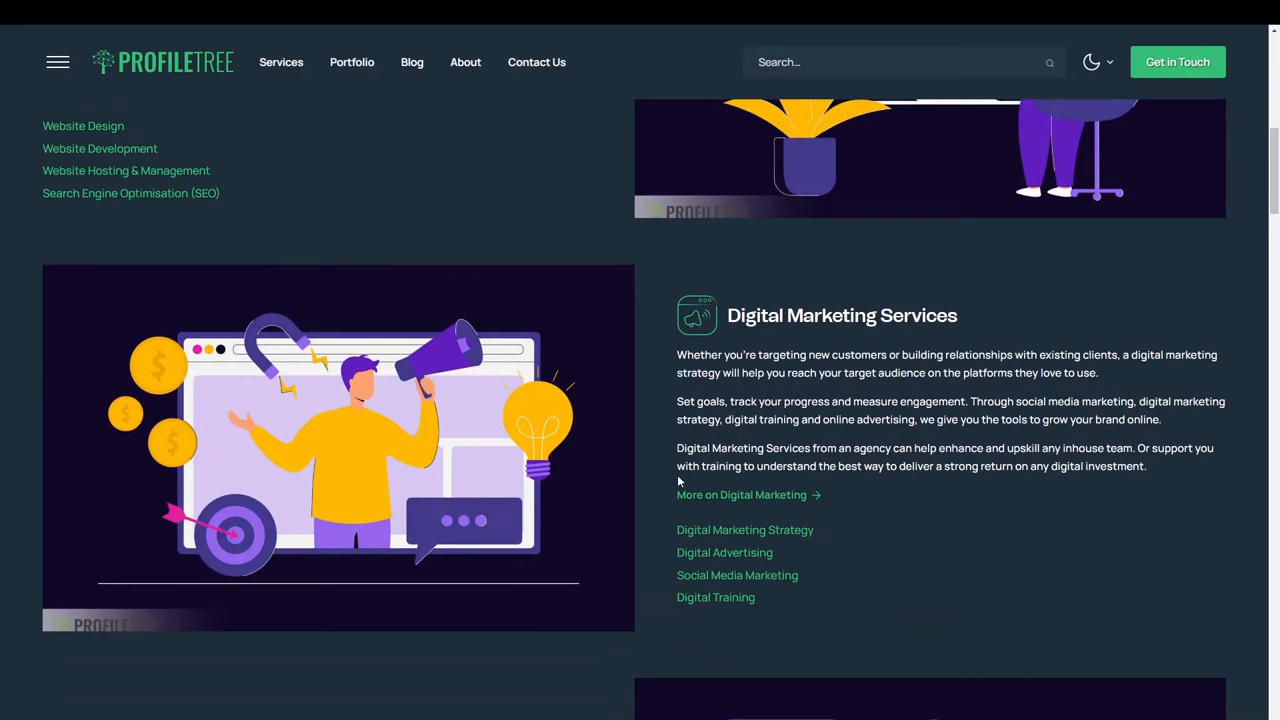 PROFILETREE
Services
Portfolio
Blog
About
Contact Us
Search...
Get in Touch
Website Design
Website Development
Website Hosting & Management
Search Engine Optimisation (SEO)
Digital Marketing Services
Whether you're targeting new customers or building relationships with existing clients, a digital marketing
strategy will help you reach your target audience on the platforms they love to use.
Set goals, track your progress and measure engagement. Through social media marketing, digital marketing
strategy, digital training and online advertising, we give you the tools to grow your brand online.
Digital Marketing Services from an agency can help enhance and upskill any inhouse team. Or support you
with training to understand the best way to deliver a strong return on any digital investment.
More on Digital Marketing →
Digital Marketing Strategy
Digital Advertising
Social Media Marketing
Digital Training